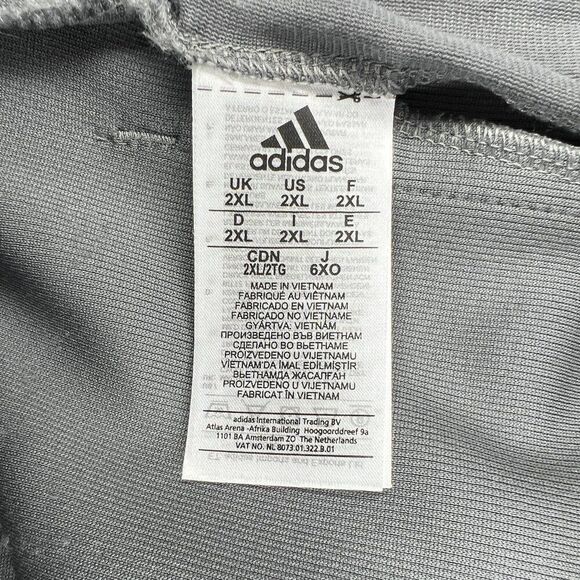 adidas
UK US F
2XL 2XL 2XL
D I E
2XL 2XL 2XL
CDN J
2XL/2TG 6XO
MADE IN VIETNAM
FABRIQUÉ AU VIÊTNAM
FABRICADO EN VIETNAM
FABRICADO NO VIETNAME
GYÁRTVA: VIETNAM
ПРОИЗВЕДЕНО ВЪВ ВИЕТНАМ
СДЕЛАНО ВО ВЬЕТНАМЕ
PROIZVEDENO U VIJETNAMU
VIETNAM'DA İMAL EDİLMİŞTİR
ВЬЕТНАМДА ЖАСАЛҒАН
PROIZVEDENO U VIJETNAMU
FABRICAT ÎN VIETNAM
adidas International Trading BV
Atlas Arena -Afrika Building Hoogoorddreef 9a
1101 BA Amsterdam ZO The Netherlands
VAT NO. NL 8073.01.322.B.01